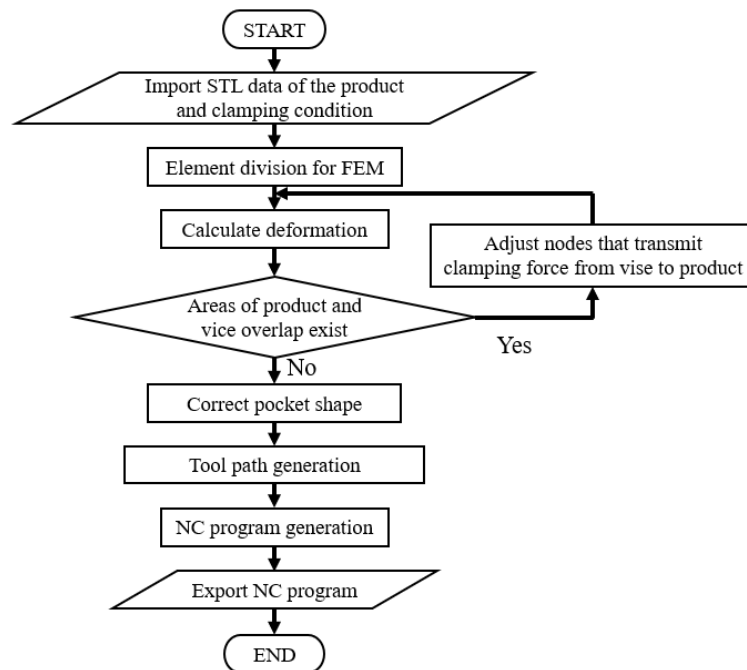 START
Import STL data of the product
and clamping condition
Element division for FEM
Calculate deformation
Adjust nodes that transmit
clamping force from vise to product
Areas of product and
vice overlap exist
Yes
No
Correct pocket shape
Tool path generation
NC program generation
Export NC program
END